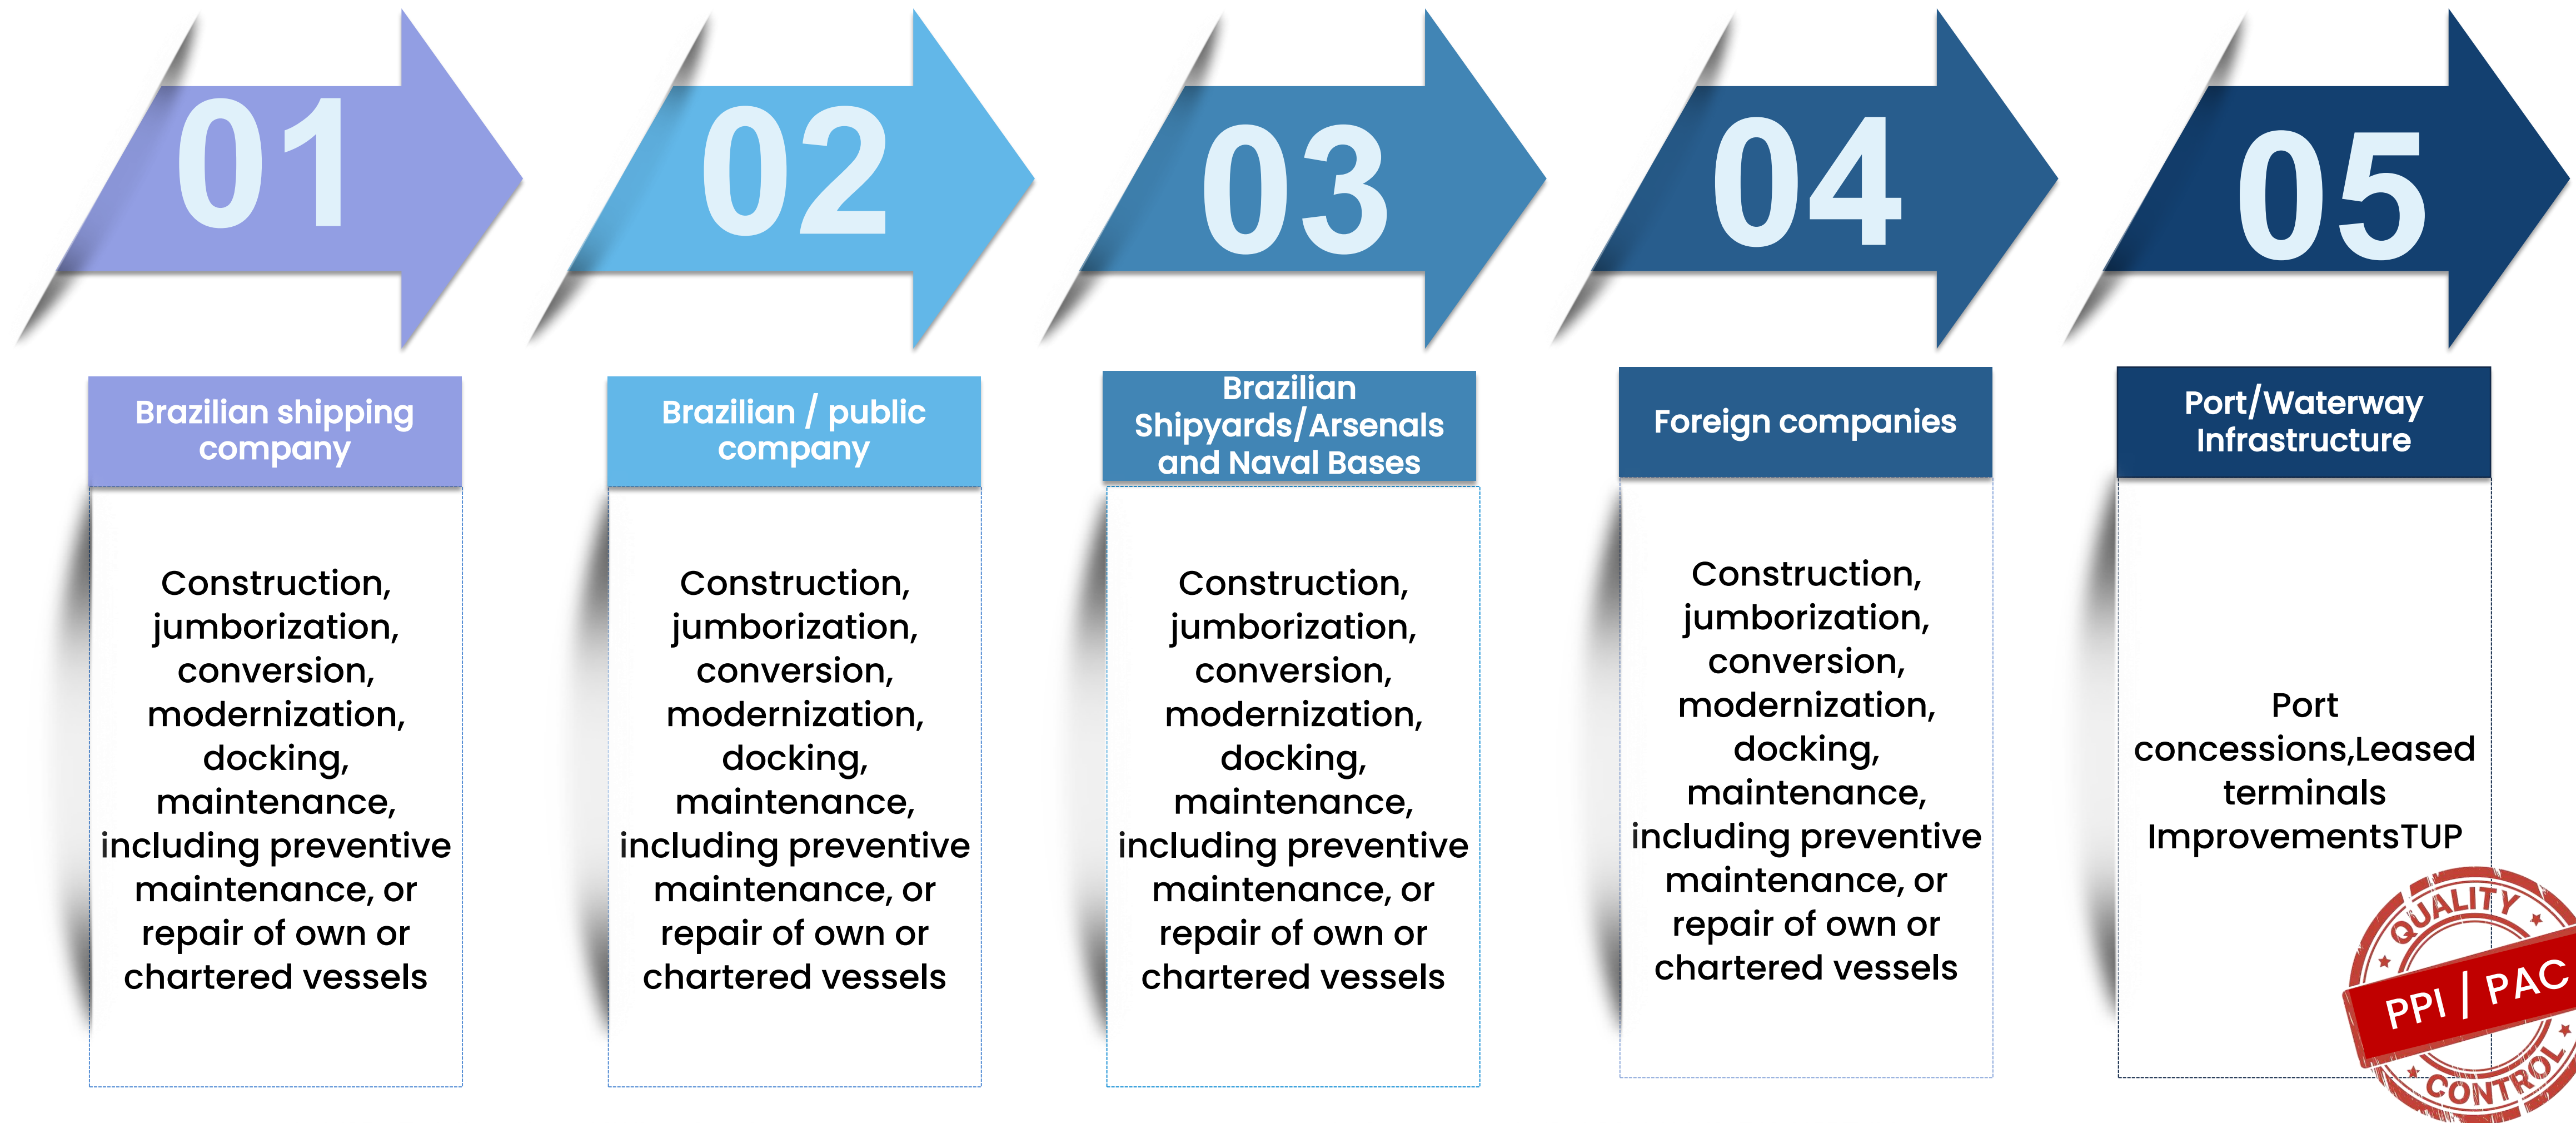 01
02
03
04
05
Brazilian shipping
company
Construction,
jumborization,
conversion,
modernization,
docking,
maintenance,
including preventive
maintenance, or
repair of own or
chartered vessels
Brazilian / public
company
Construction,
jumborization,
conversion,
modernization,
docking,
maintenance,
including preventive
maintenance, or
repair of own or
chartered vessels
Brazilian
Shipyards/Arsenals
and Naval Bases
Construction,
jumborization,
conversion,
modernization,
docking,
maintenance,
including preventive
maintenance, or
repair of own or
chartered vessels
Foreign companies
Construction,
jumborization,
conversion,
modernization,
docking,
maintenance,
including preventive
maintenance, or
repair of own or
chartered vessels
Port/Waterway
Infrastructure
Port
concessions,Leased
terminals
ImprovementsTUP
QUALITY
PPI / PAC
CONTROL